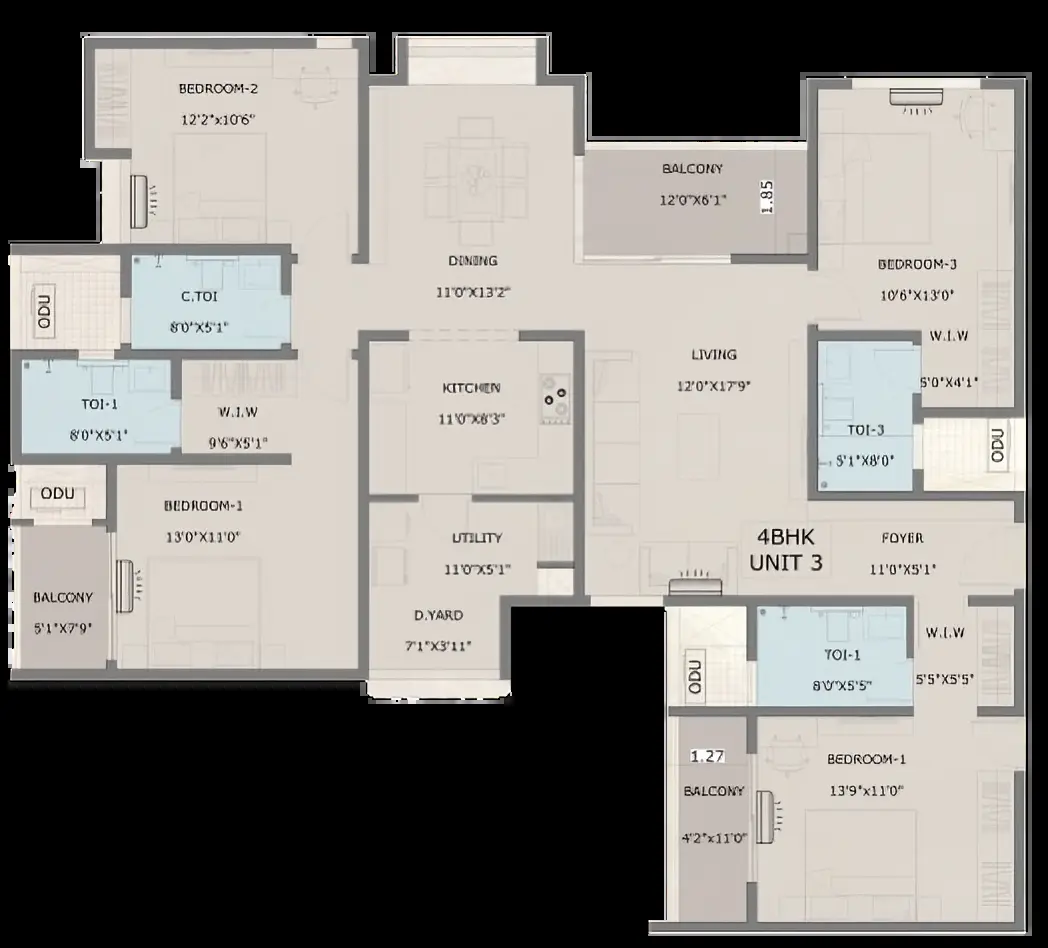 BEDROOM-2
12'2"x10'6"
BALCONY
12'0"X6'1"
1.85
DINING
11'0"X13'2"
BEDROOM-3
10'6"X13'0"
W.I.W
5'0"X4'1"
ODU
C.TOI
8'0"X5'1"
LIVING
12'0"X17'9"
TOI-1
8'0"X5'1"
W.I.W
9'6"X5'1"
KITCHEN
11'0"X8'3"
TOI-3
5'1"X8'0"
ODU
ODU
BEDROOM-1
13'0"X11'0"
UTILITY
11'0"X5'1"
4BHK
UNIT 3
FOYER
11'0"X5'1"
BALCONY
5'1"X7'9"
D.YARD
7'1"X3'11"
ODU
TOI-1
8'0"X5'5"
W.I.W
5'5"X5'5"
1.27
BALCONY
4'2"x11'0"
BEDROOM-1
13'9"x11'0"